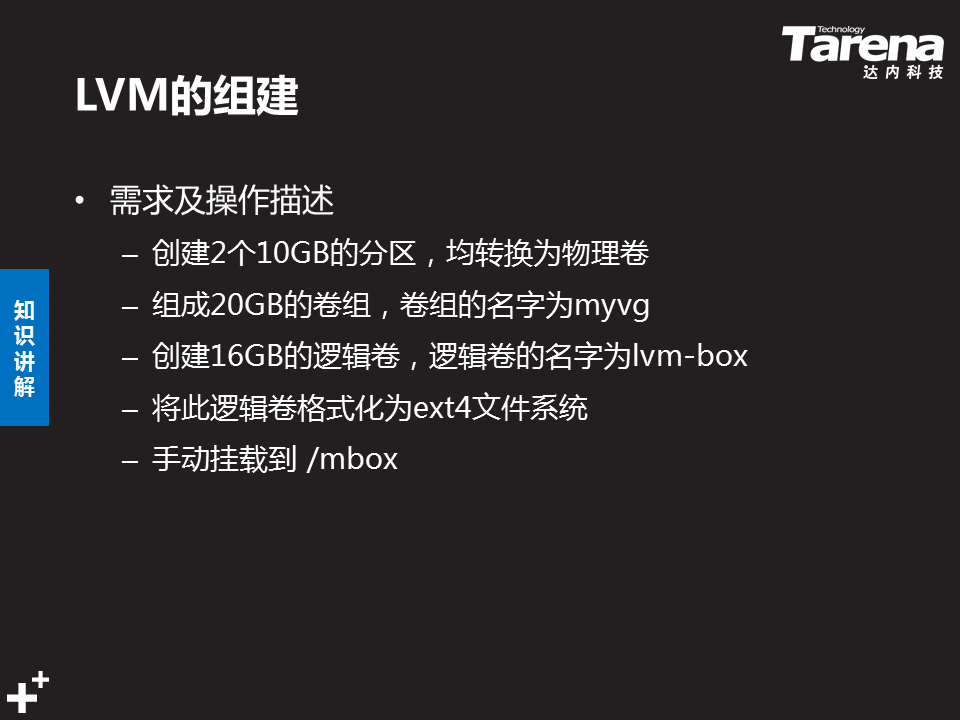 Technology
Tarena
达内科技
LVM的组建
• 需求及操作描述
– 创建2个10GB的分区，均转换为物理卷
– 组成20GB的卷组，卷组的名字为myvg
– 创建16GB的逻辑卷，逻辑卷的名字为lvm-box
– 将此逻辑卷格式化为ext4文件系统
– 手动挂载到 /mbox
知识讲解